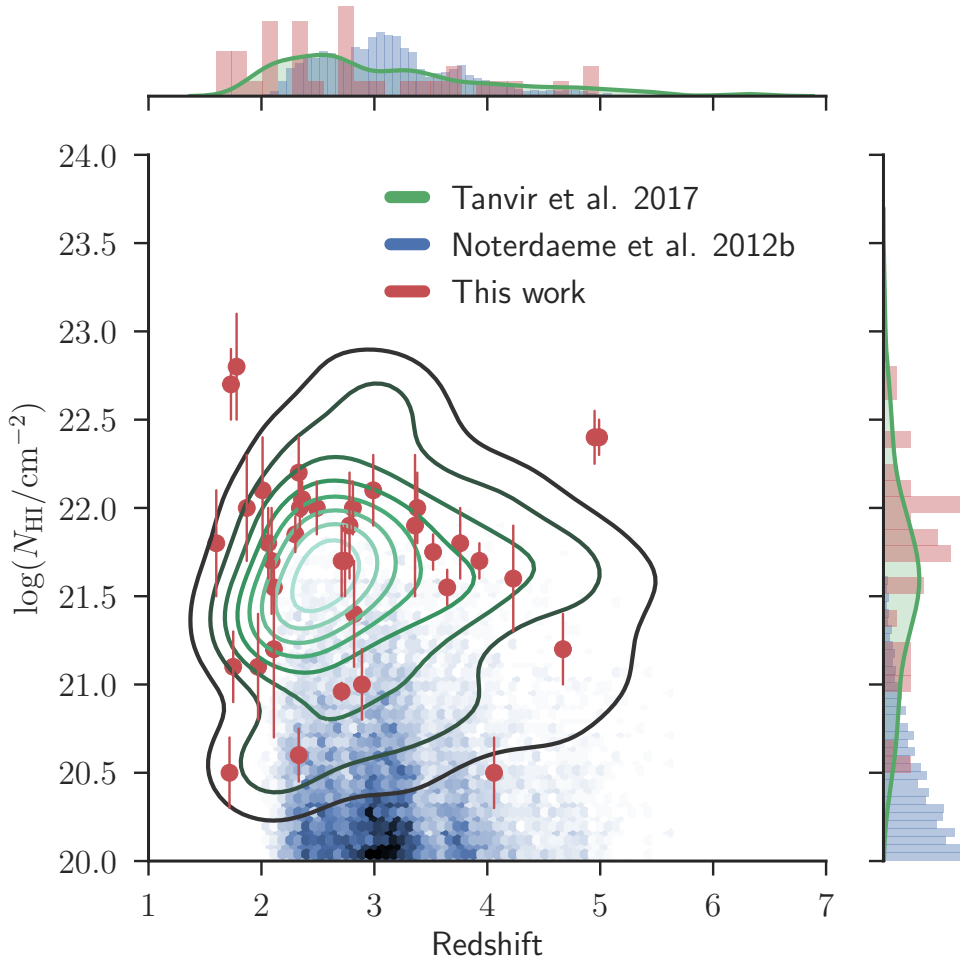 24.0
23.5
23.0
22.5
22.0
21.5
21.0
20.5
20.0
log(N_HI/cm⁻²)
Tanvir et al. 2017
Noterdaeme et al. 2012b
This work
1 2 3 4 5 6 7
Redshift